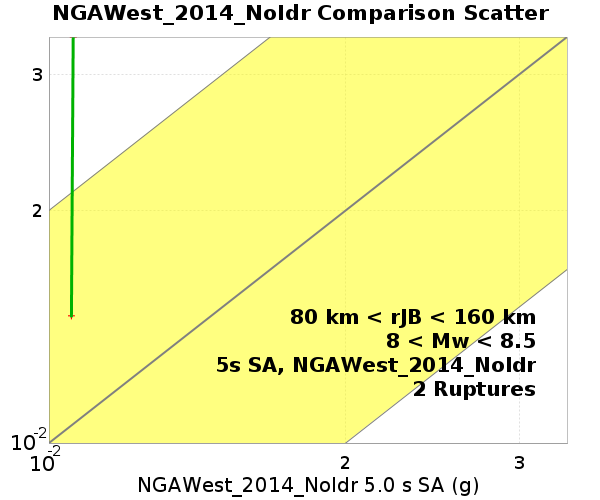 NGAWest_2014_NoIdr Comparison Scatter
3
2
10-2
80 km < rJB < 160 km
8 < Mw < 8.5
5s SA, NGAWest_2014_NoIdr
2 Ruptures
10-2
2
3
NGAWest_2014_NoIdr 5.0 s SA (g)